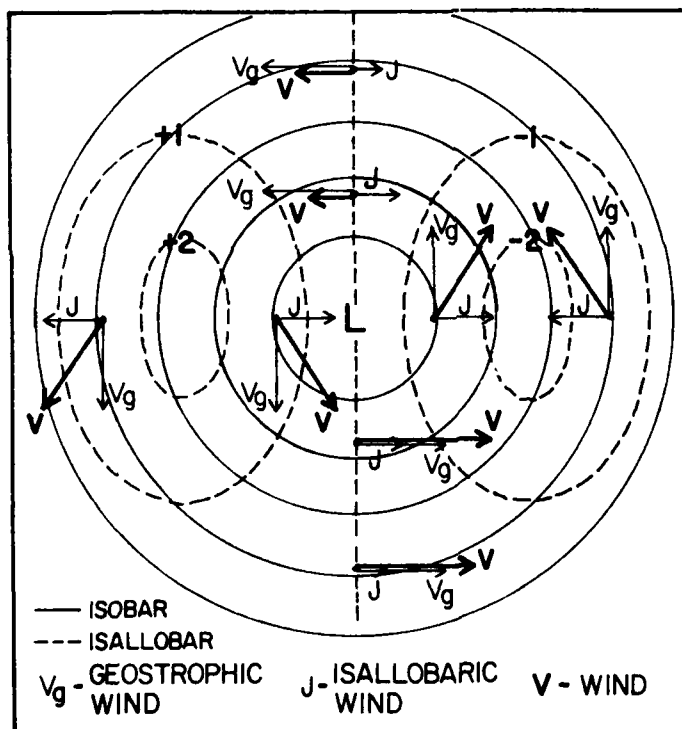 Vg J
V
+1 -1
Vg J
V
Vg V V Vg
+2 -2
J J J J
L
Vg Vg
V V
V
J Vg
V
J Vg
ISOBAR
ISALLOBAR
Vg - GEOSTROPHIC WIND J - ISALLOBARIC WIND V - WIND